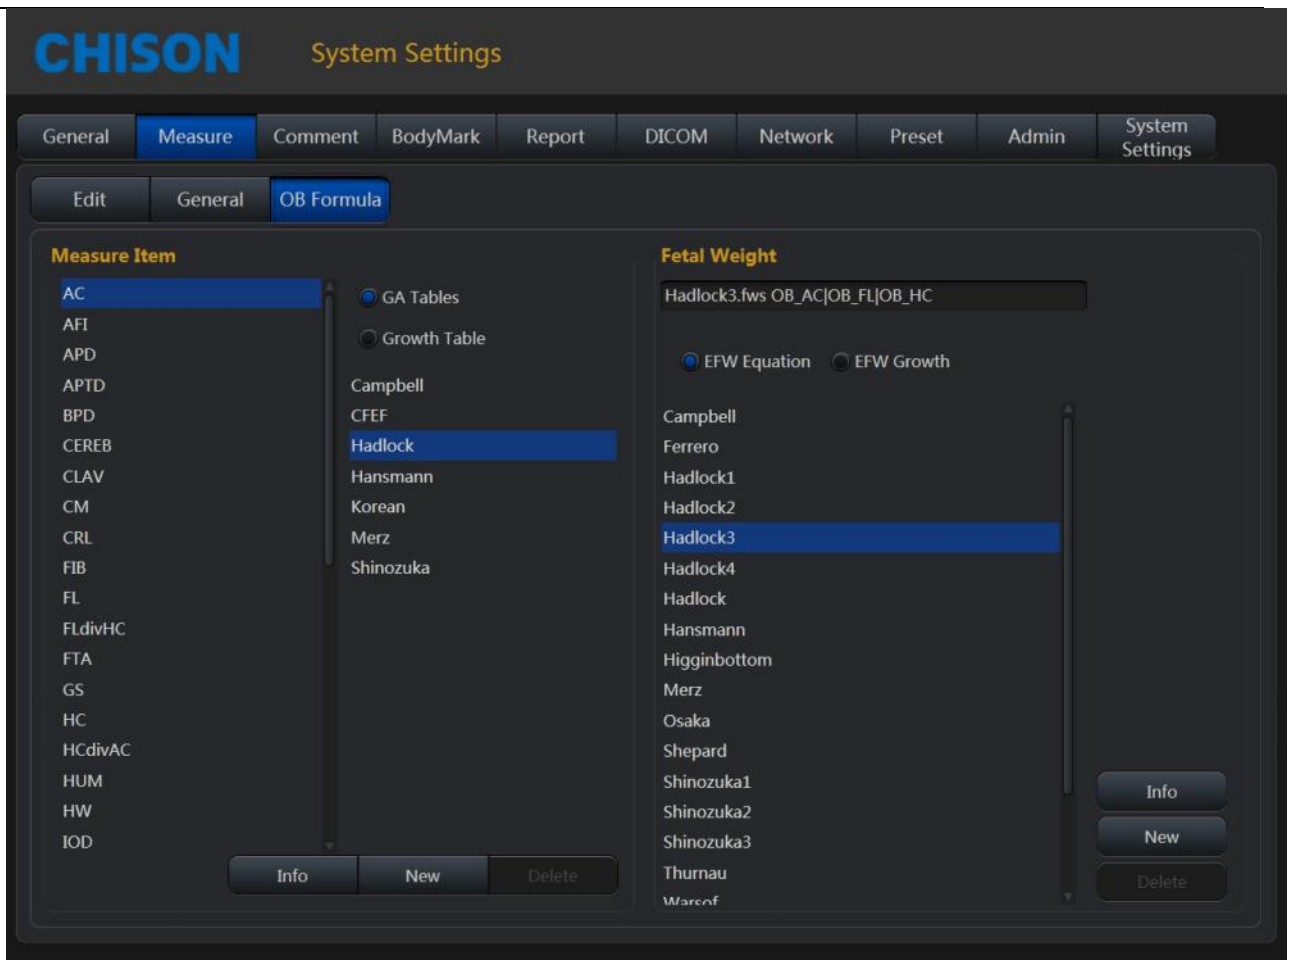 CHISON
System Settings
General
Measure
Comment
BodyMark
Report
DICOM
Network
Preset
Admin
System
Settings
Edit
General
OB Formula
Measure Item
AC
AFI
APD
APTD
BPD
CEREB
CLAV
CM
CRL
FIB
FL
FLdivHC
FTA
GS
HC
HCdivAC
HUM
HW
IOD
GA Tables
Growth Table
Campbell
CFEF
Hadlock
Hansmann
Korean
Merz
Shinozuka
Info
New
Delete
Fetal Weight
Hadlock3.fws OB_AC|OB_FL|OB_HC
EFW Equation
EFW Growth
Campbell
Ferrero
Hadlock1
Hadlock2
Hadlock3
Hadlock4
Hadlock
Hansmann
Higginbottom
Merz
Osaka
Shepard
Shinozuka1
Shinozuka2
Shinozuka3
Thurnau
Warsof
Info
New
Delete